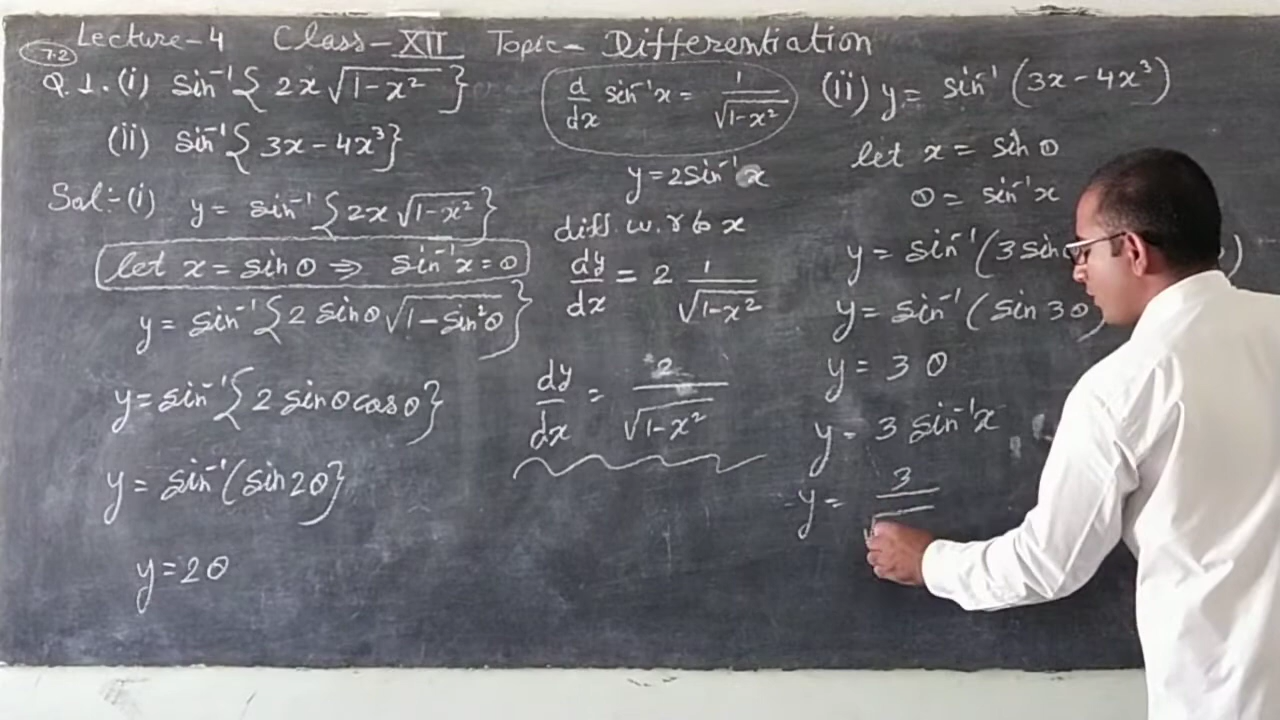 Lecture-4 Class-XII Topic- Differentiation
7.2
Q.1.(i) sin⁻¹{ 2x √1-x² }
(ii) sin⁻¹{ 3x - 4x³}
Sol:-(i) y = sin⁻¹{ 2x √1-x² }
let x = sin θ ⇒ sin⁻¹x = θ
y = sin⁻¹{ 2 sinθ √1-sin²θ }
y = sin⁻¹{ 2 sinθ cosθ}
y = sin⁻¹(sin2θ}
y = 2θ
d/dx sin⁻¹x = 1/√1-x²
y = 2sin⁻¹x
diff. w.r to x
dy/dx = 2 1/√1-x²
dy/dx = 2/√1-x²
(ii) y = sin⁻¹(3x - 4x³)
let x = sin θ
θ = sin⁻¹x
y = sin⁻¹(3 sin )
y = sin⁻¹(sin 3θ)
y = 3θ
y = 3 sin⁻¹x
y = 3/√